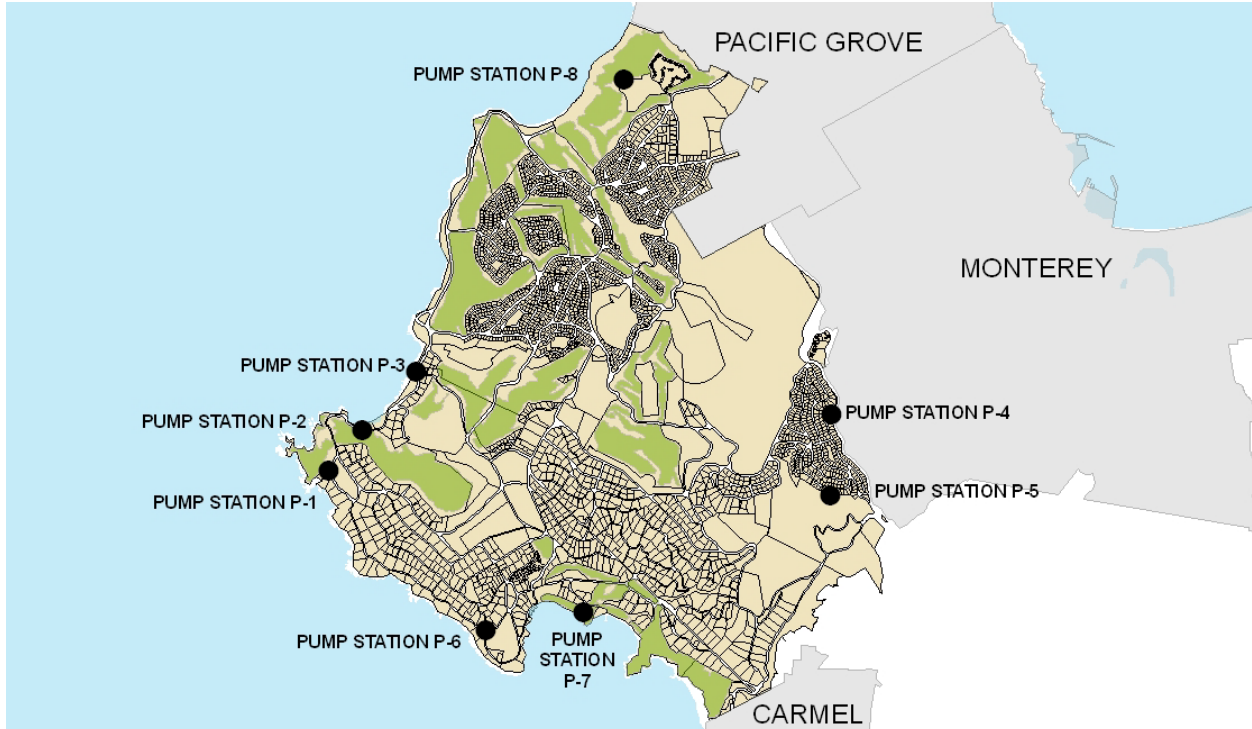 PACIFIC GROVE
PUMP STATION P-8
MONTEREY
PUMP STATION P-3
PUMP STATION P-4
PUMP STATION P-2
PUMP STATION P-5
PUMP STATION P-1
PUMP STATION P-6
PUMP
STATION
P-7
CARMEL